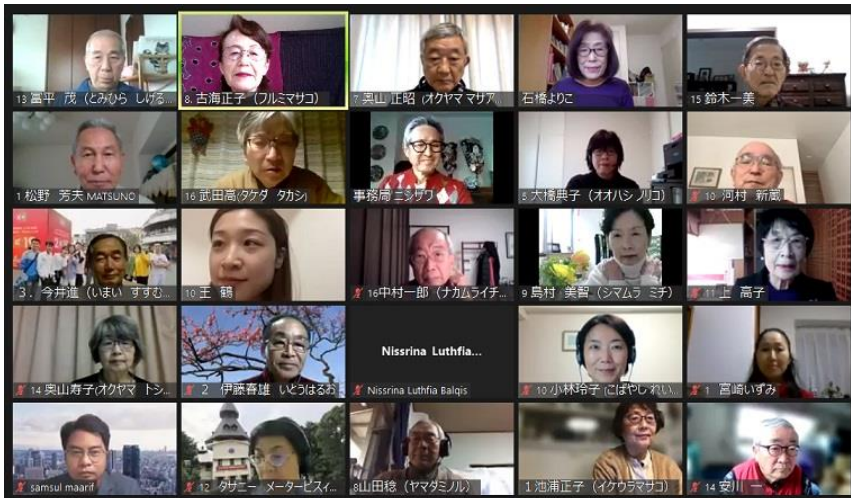 13 冨平 茂（とみひら しげる...
8. 古海正子（フルミマサコ）
7 奥山 正昭（オクヤマ マサア...
石橋よりこ
15 鈴木一美
1 松野 芳夫 MATSUNO
16 武田高(タケダ タカシ)
事務局 ニシザワ
5 大橋典子（オオハシ ノリコ）
10 河村 新蔵
3．今井進（いまい すすむ...
10 王 鶴
16中村一郎（ナカムライチ...
9 島村 美智（シマムラ ミチ）
11 上 高子
14 奥山寿子(オクヤマ トシ...
2 伊藤春雄 いとうはるお
Nissrina Luthfia...
Nissrina Luthfia Balqis
10 小林玲子（こばやし れい...
1 宮崎いずみ
samsul maarif
12 タサニー メーターピスィ...
8山田稔（ヤマダミノル）
1 池浦正子（イケウラマサコ）
14 安川 一